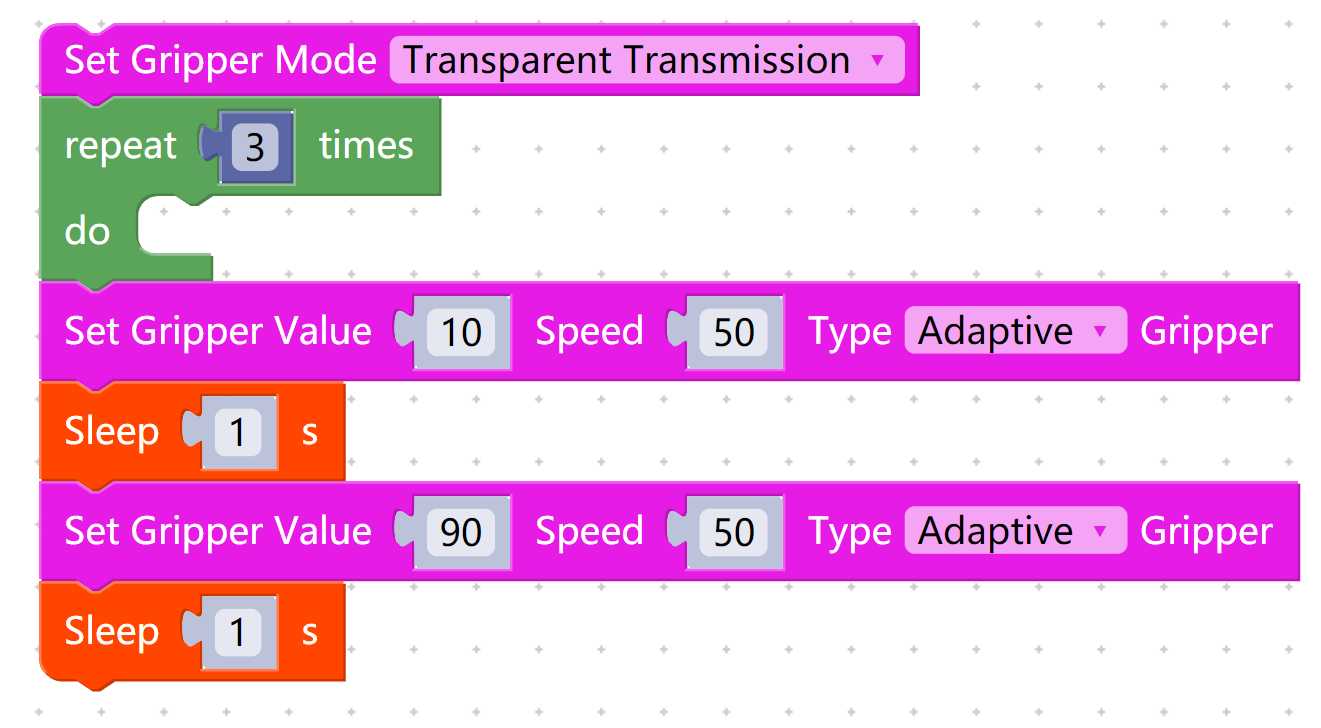 Set Gripper Mode Transparent Transmission
repeat 3 times
do
Set Gripper Value 10 Speed 50 Type Adaptive Gripper
Sleep 1 s
Set Gripper Value 90 Speed 50 Type Adaptive Gripper
Sleep 1 s